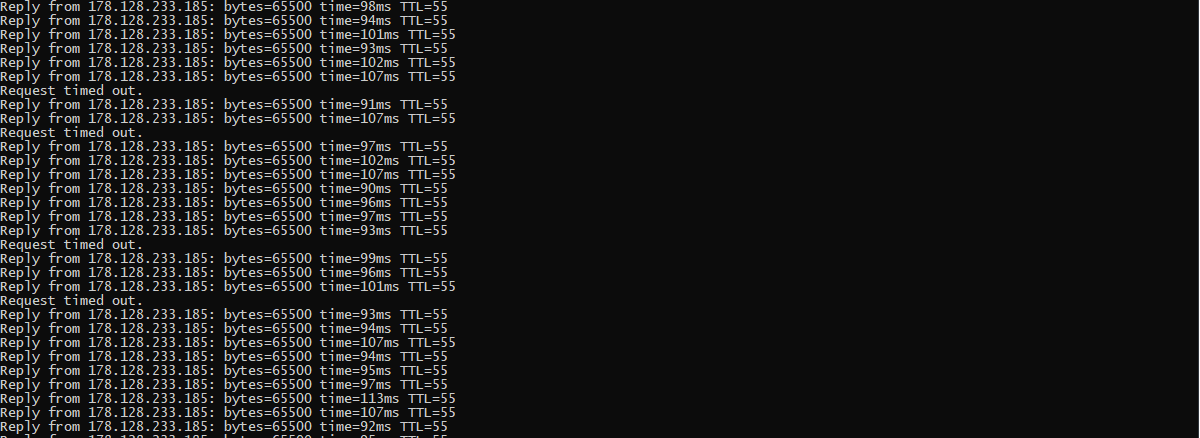 Reply from 178.128.233.185: bytes=65500 time=98ms TTL=55
Reply from 178.128.233.185: bytes=65500 time=94ms TTL=55
Reply from 178.128.233.185: bytes=65500 time=101ms TTL=55
Reply from 178.128.233.185: bytes=65500 time=93ms TTL=55
Reply from 178.128.233.185: bytes=65500 time=102ms TTL=55
Reply from 178.128.233.185: bytes=65500 time=107ms TTL=55
Request timed out.
Reply from 178.128.233.185: bytes=65500 time=91ms TTL=55
Reply from 178.128.233.185: bytes=65500 time=107ms TTL=55
Request timed out.
Reply from 178.128.233.185: bytes=65500 time=97ms TTL=55
Reply from 178.128.233.185: bytes=65500 time=102ms TTL=55
Reply from 178.128.233.185: bytes=65500 time=107ms TTL=55
Reply from 178.128.233.185: bytes=65500 time=90ms TTL=55
Reply from 178.128.233.185: bytes=65500 time=96ms TTL=55
Reply from 178.128.233.185: bytes=65500 time=97ms TTL=55
Reply from 178.128.233.185: bytes=65500 time=93ms TTL=55
Request timed out.
Reply from 178.128.233.185: bytes=65500 time=99ms TTL=55
Reply from 178.128.233.185: bytes=65500 time=96ms TTL=55
Reply from 178.128.233.185: bytes=65500 time=101ms TTL=55
Request timed out.
Reply from 178.128.233.185: bytes=65500 time=93ms TTL=55
Reply from 178.128.233.185: bytes=65500 time=94ms TTL=55
Reply from 178.128.233.185: bytes=65500 time=107ms TTL=55
Reply from 178.128.233.185: bytes=65500 time=94ms TTL=55
Reply from 178.128.233.185: bytes=65500 time=95ms TTL=55
Reply from 178.128.233.185: bytes=65500 time=97ms TTL=55
Reply from 178.128.233.185: bytes=65500 time=113ms TTL=55
Reply from 178.128.233.185: bytes=65500 time=107ms TTL=55
Reply from 178.128.233.185: bytes=65500 time=92ms TTL=55